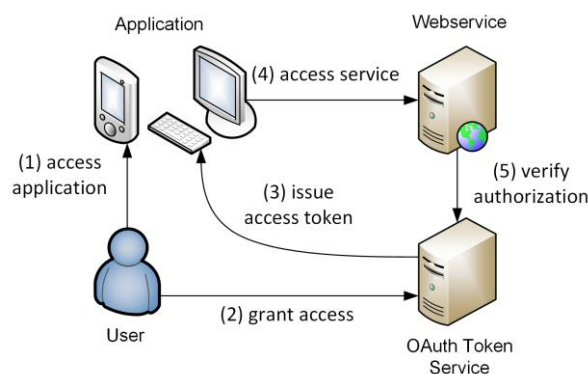 Application
Webservice
(4) access service
(1) access
application
(3) issue
access token
(5) verify
authorization
(2) grant access
User
OAuth Token
Service